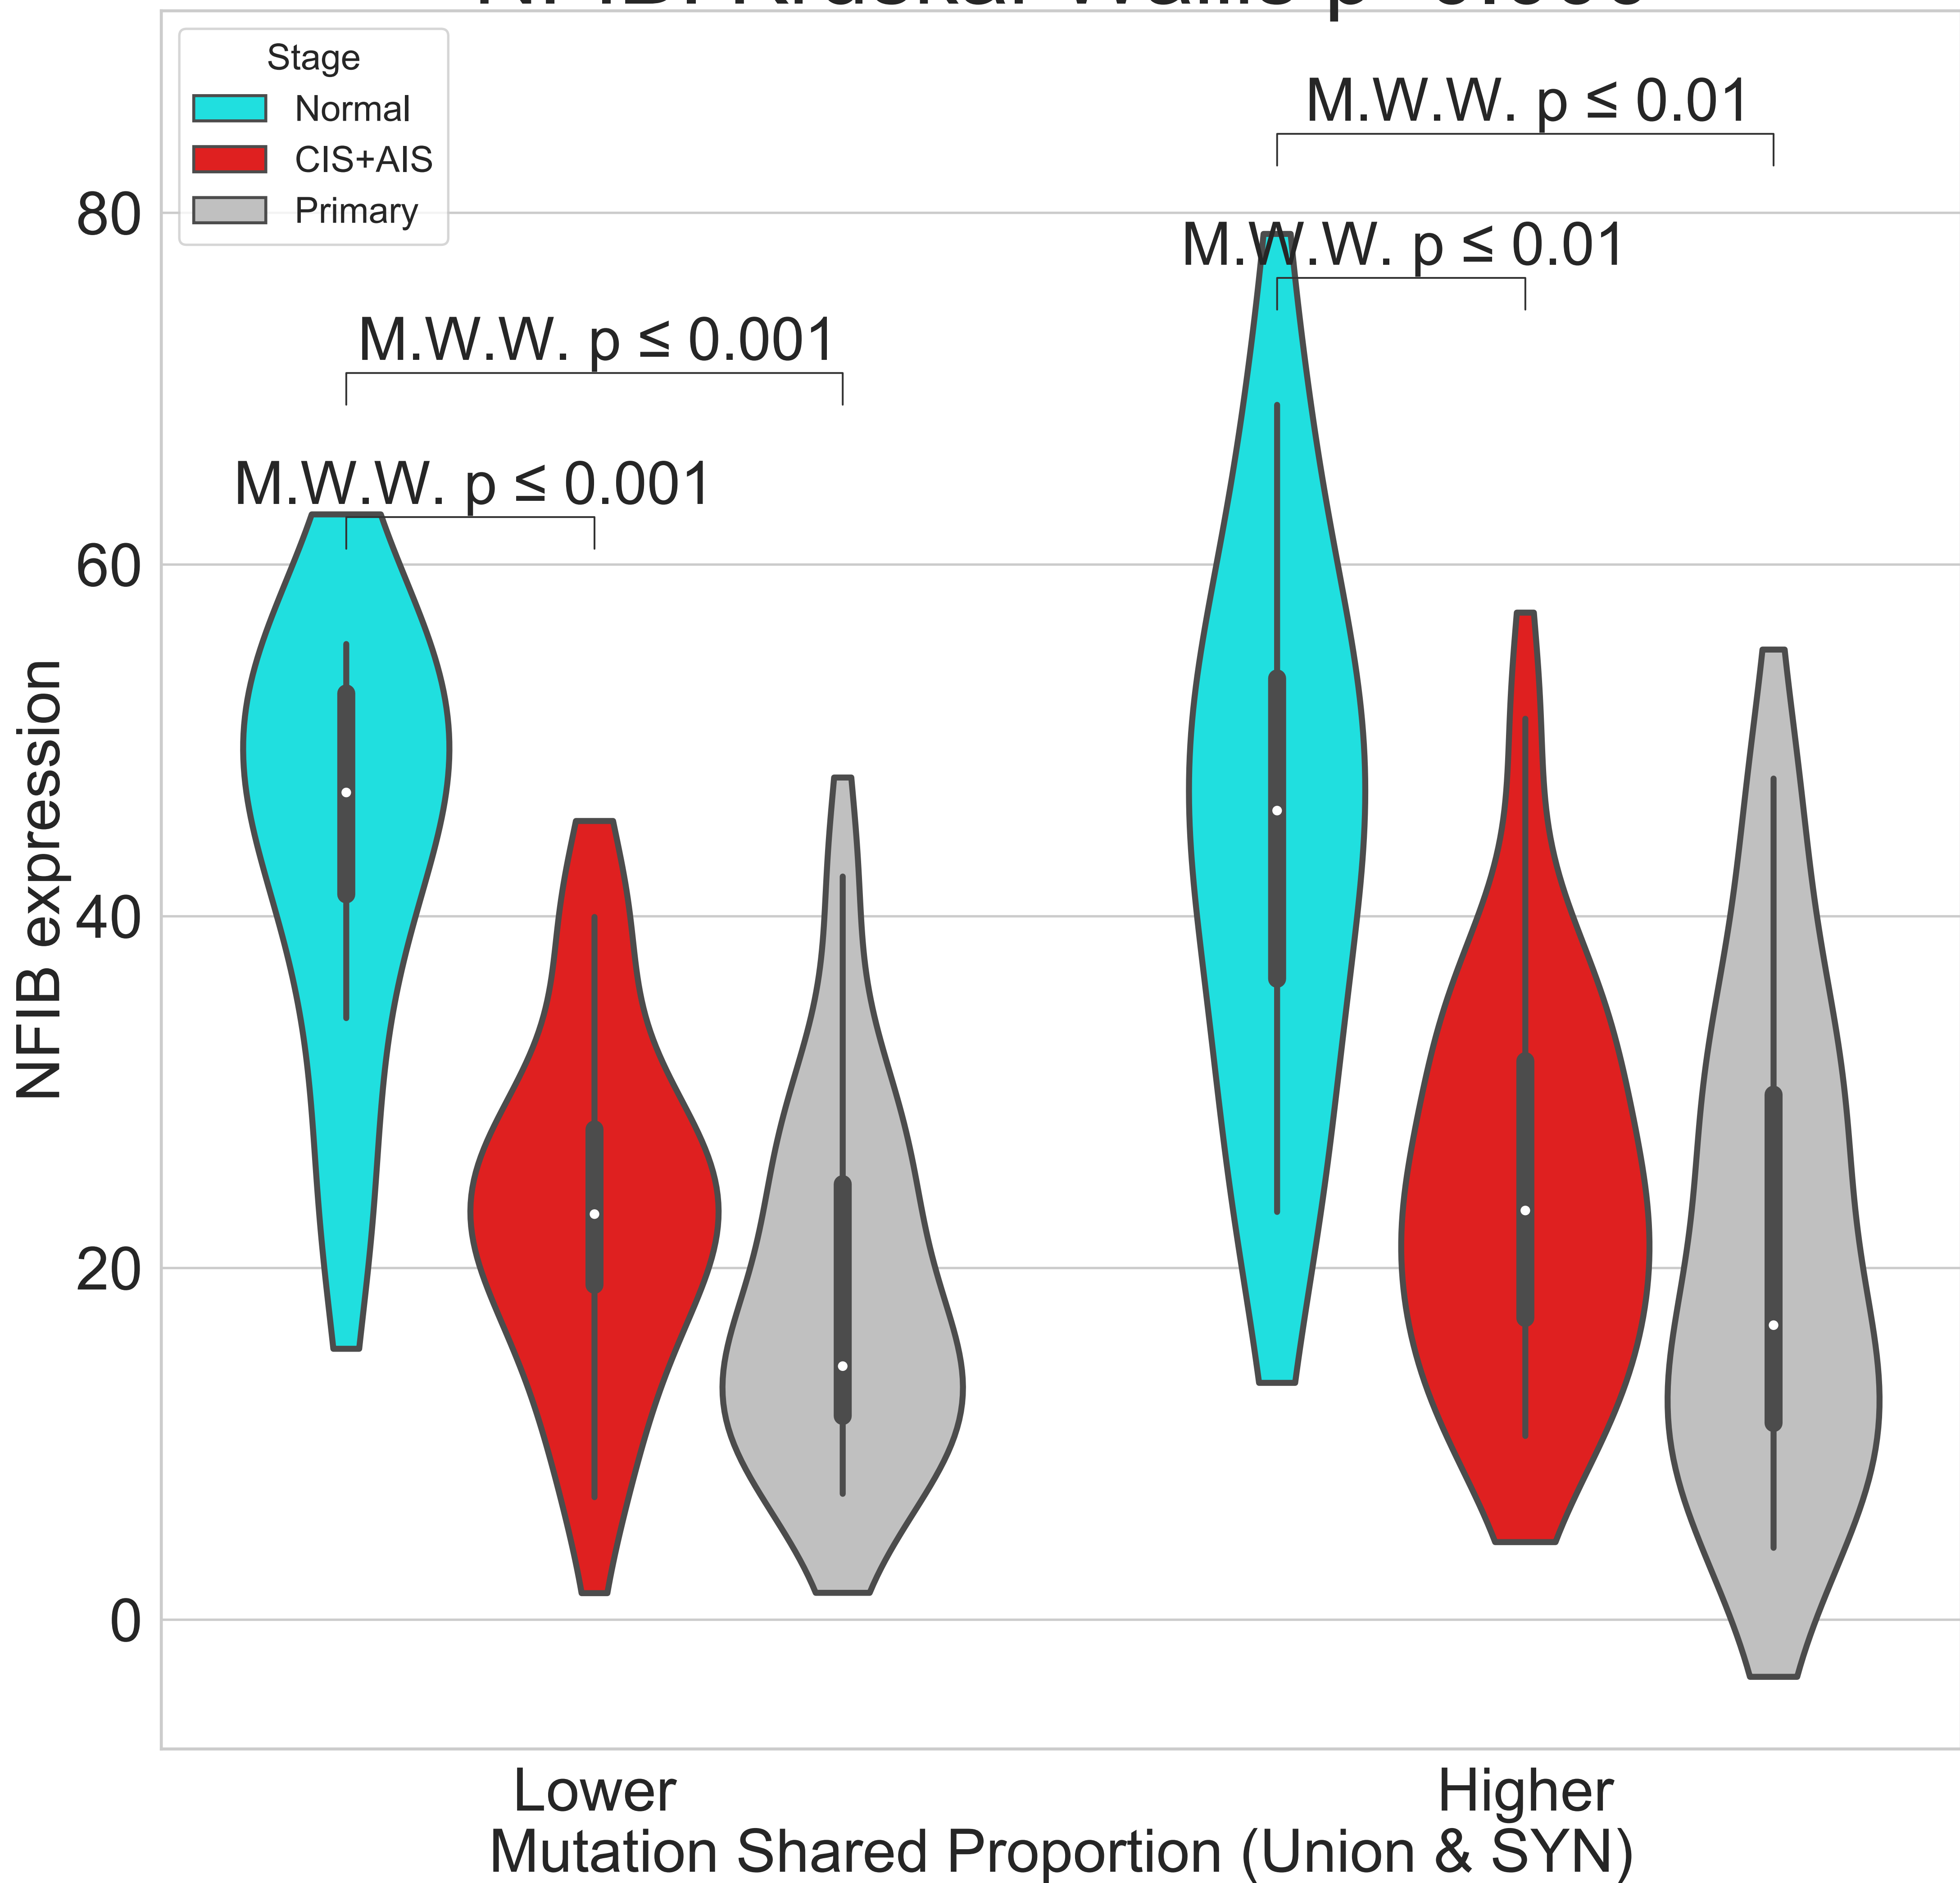 Stage
Normal
CIS+AIS
Primary
M.W.W. p ≤ 0.01
M.W.W. p ≤ 0.01
M.W.W. p ≤ 0.001
M.W.W. p ≤ 0.001
80
60
40
20
0
NFIB expression
Lower
Higher
Mutation Shared Proportion (Union & SYN)